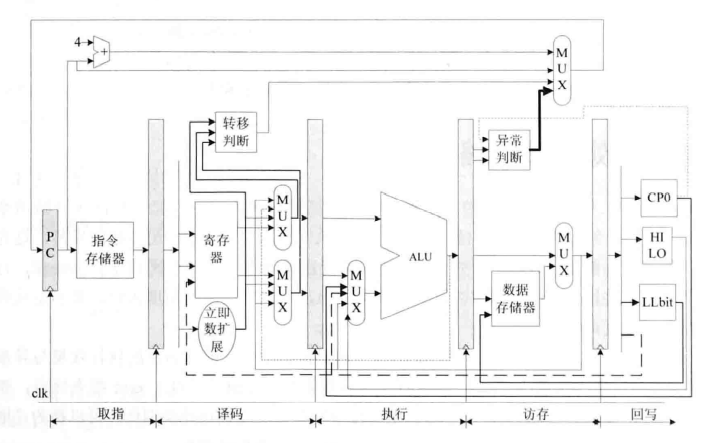 4
+
M
U
X
转移
判断
异常
判断
M
U
X
CP0
P
C
指令
存储器
寄存
器
M
U
X
M
U
X
ALU
M
U
X
数据
存储器
HI
LO
立即
数扩
展
M
U
X
LLbit
clk
取指
译码
执行
访存
回写